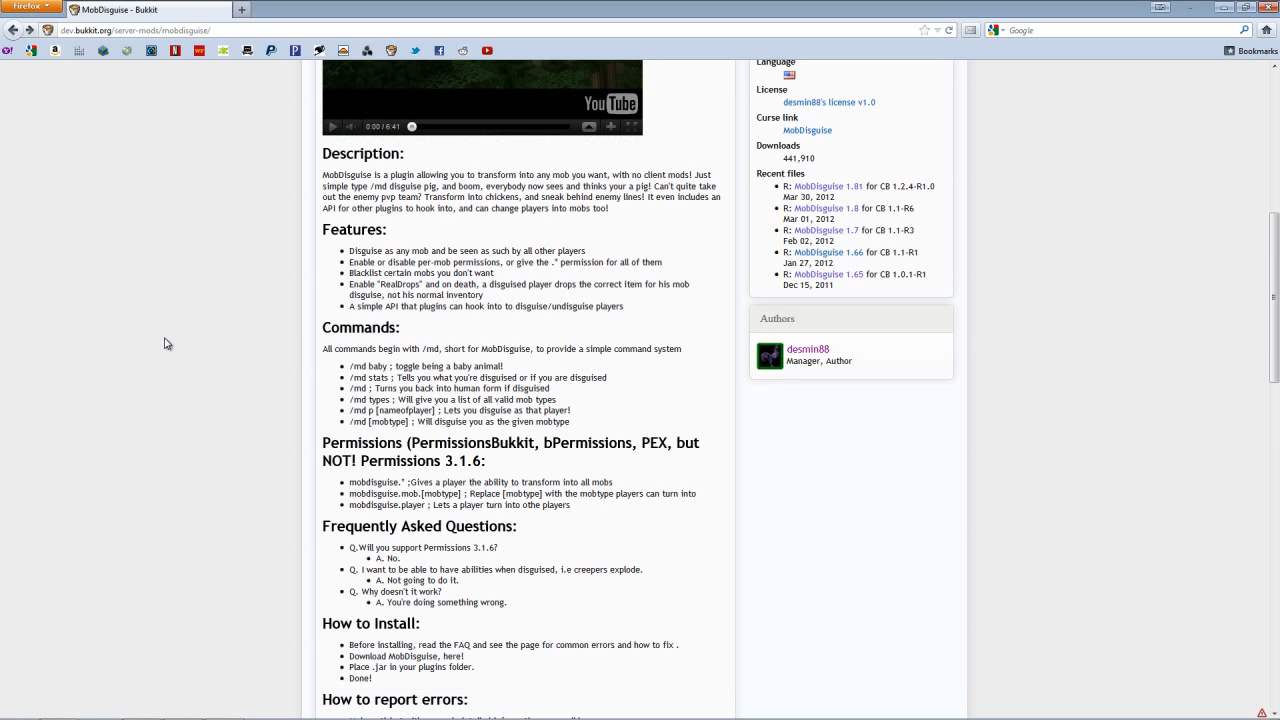 Firefox
MobDisguise - Bukkit
dev.bukkit.org/server-mods/mobdisguise/
Google
Bookmarks
YouTube
0:00 / 6:41
Description:
MobDisguise is a plugin allowing you to transform into any mob you want, with no client mods! Just
simple type /md disguise pig, and boom, everybody now sees and thinks your a pig! Can't quite take
out the enemy pvp team? Transform into chickens, and sneak behind enemy lines! It even includes an
API for other plugins to hook into, and can change players into mobs too!
Features:
Disguise as any mob and be seen as such by all other players
Enable or disable per-mob permissions, or give the .* permission for all of them
Blacklist certain mobs you don't want
Enable "RealDrops" and on death, a disguised player drops the correct item for his mob
disguise, not his normal inventory
A simple API that plugins can hook into to disguise/undisguise players
Commands:
All commands begin with /md, short for MobDisguise, to provide a simple command system
/md baby ; toggle being a baby animal!
/md stats ; Tells you what you're disguised or if you are disguised
/md ; Turns you back into human form if disguised
/md types ; Will give you a list of all valid mob types
/md p [nameofplayer] ; Lets you disguise as that player!
/md [mobtype] ; Will disguise you as the given mobtype
Permissions (PermissionsBukkit, bPermissions, PEX, but
NOT! Permissions 3.1.6:
mobdisguise.* ;Gives a player the ability to transform into all mobs
mobdisguise.mob.[mobtype] ; Replace [mobtype] with the mobtype players can turn into
mobdisguise.player ; Lets a player turn into othe players
Frequently Asked Questions:
Q.Will you support Permissions 3.1.6?
A. No.
Q. I want to be able to have abilities when disguised, i.e creepers explode.
A. Not going to do it.
Q. Why doesn't it work?
A. You're doing something wrong.
How to Install:
Before installing, read the FAQ and see the page for common errors and how to fix .
Download MobDisguise, here!
Place .jar in your plugins folder.
Done!
How to report errors:
Language
License
desmin88's license v1.0
Curse link
MobDisguise
Downloads
441,910
Recent files
R: MobDisguise 1.81 for CB 1.2.4-R1.0
Mar 30, 2012
R: MobDisguise 1.8 for CB 1.1-R6
Mar 01, 2012
R: MobDisguise 1.7 for CB 1.1-R3
Feb 02, 2012
R: MobDisguise 1.66 for CB 1.1-R1
Jan 27, 2012
R: MobDisguise 1.65 for CB 1.0.1-R1
Dec 15, 2011
Authors
desmin88
Manager, Author